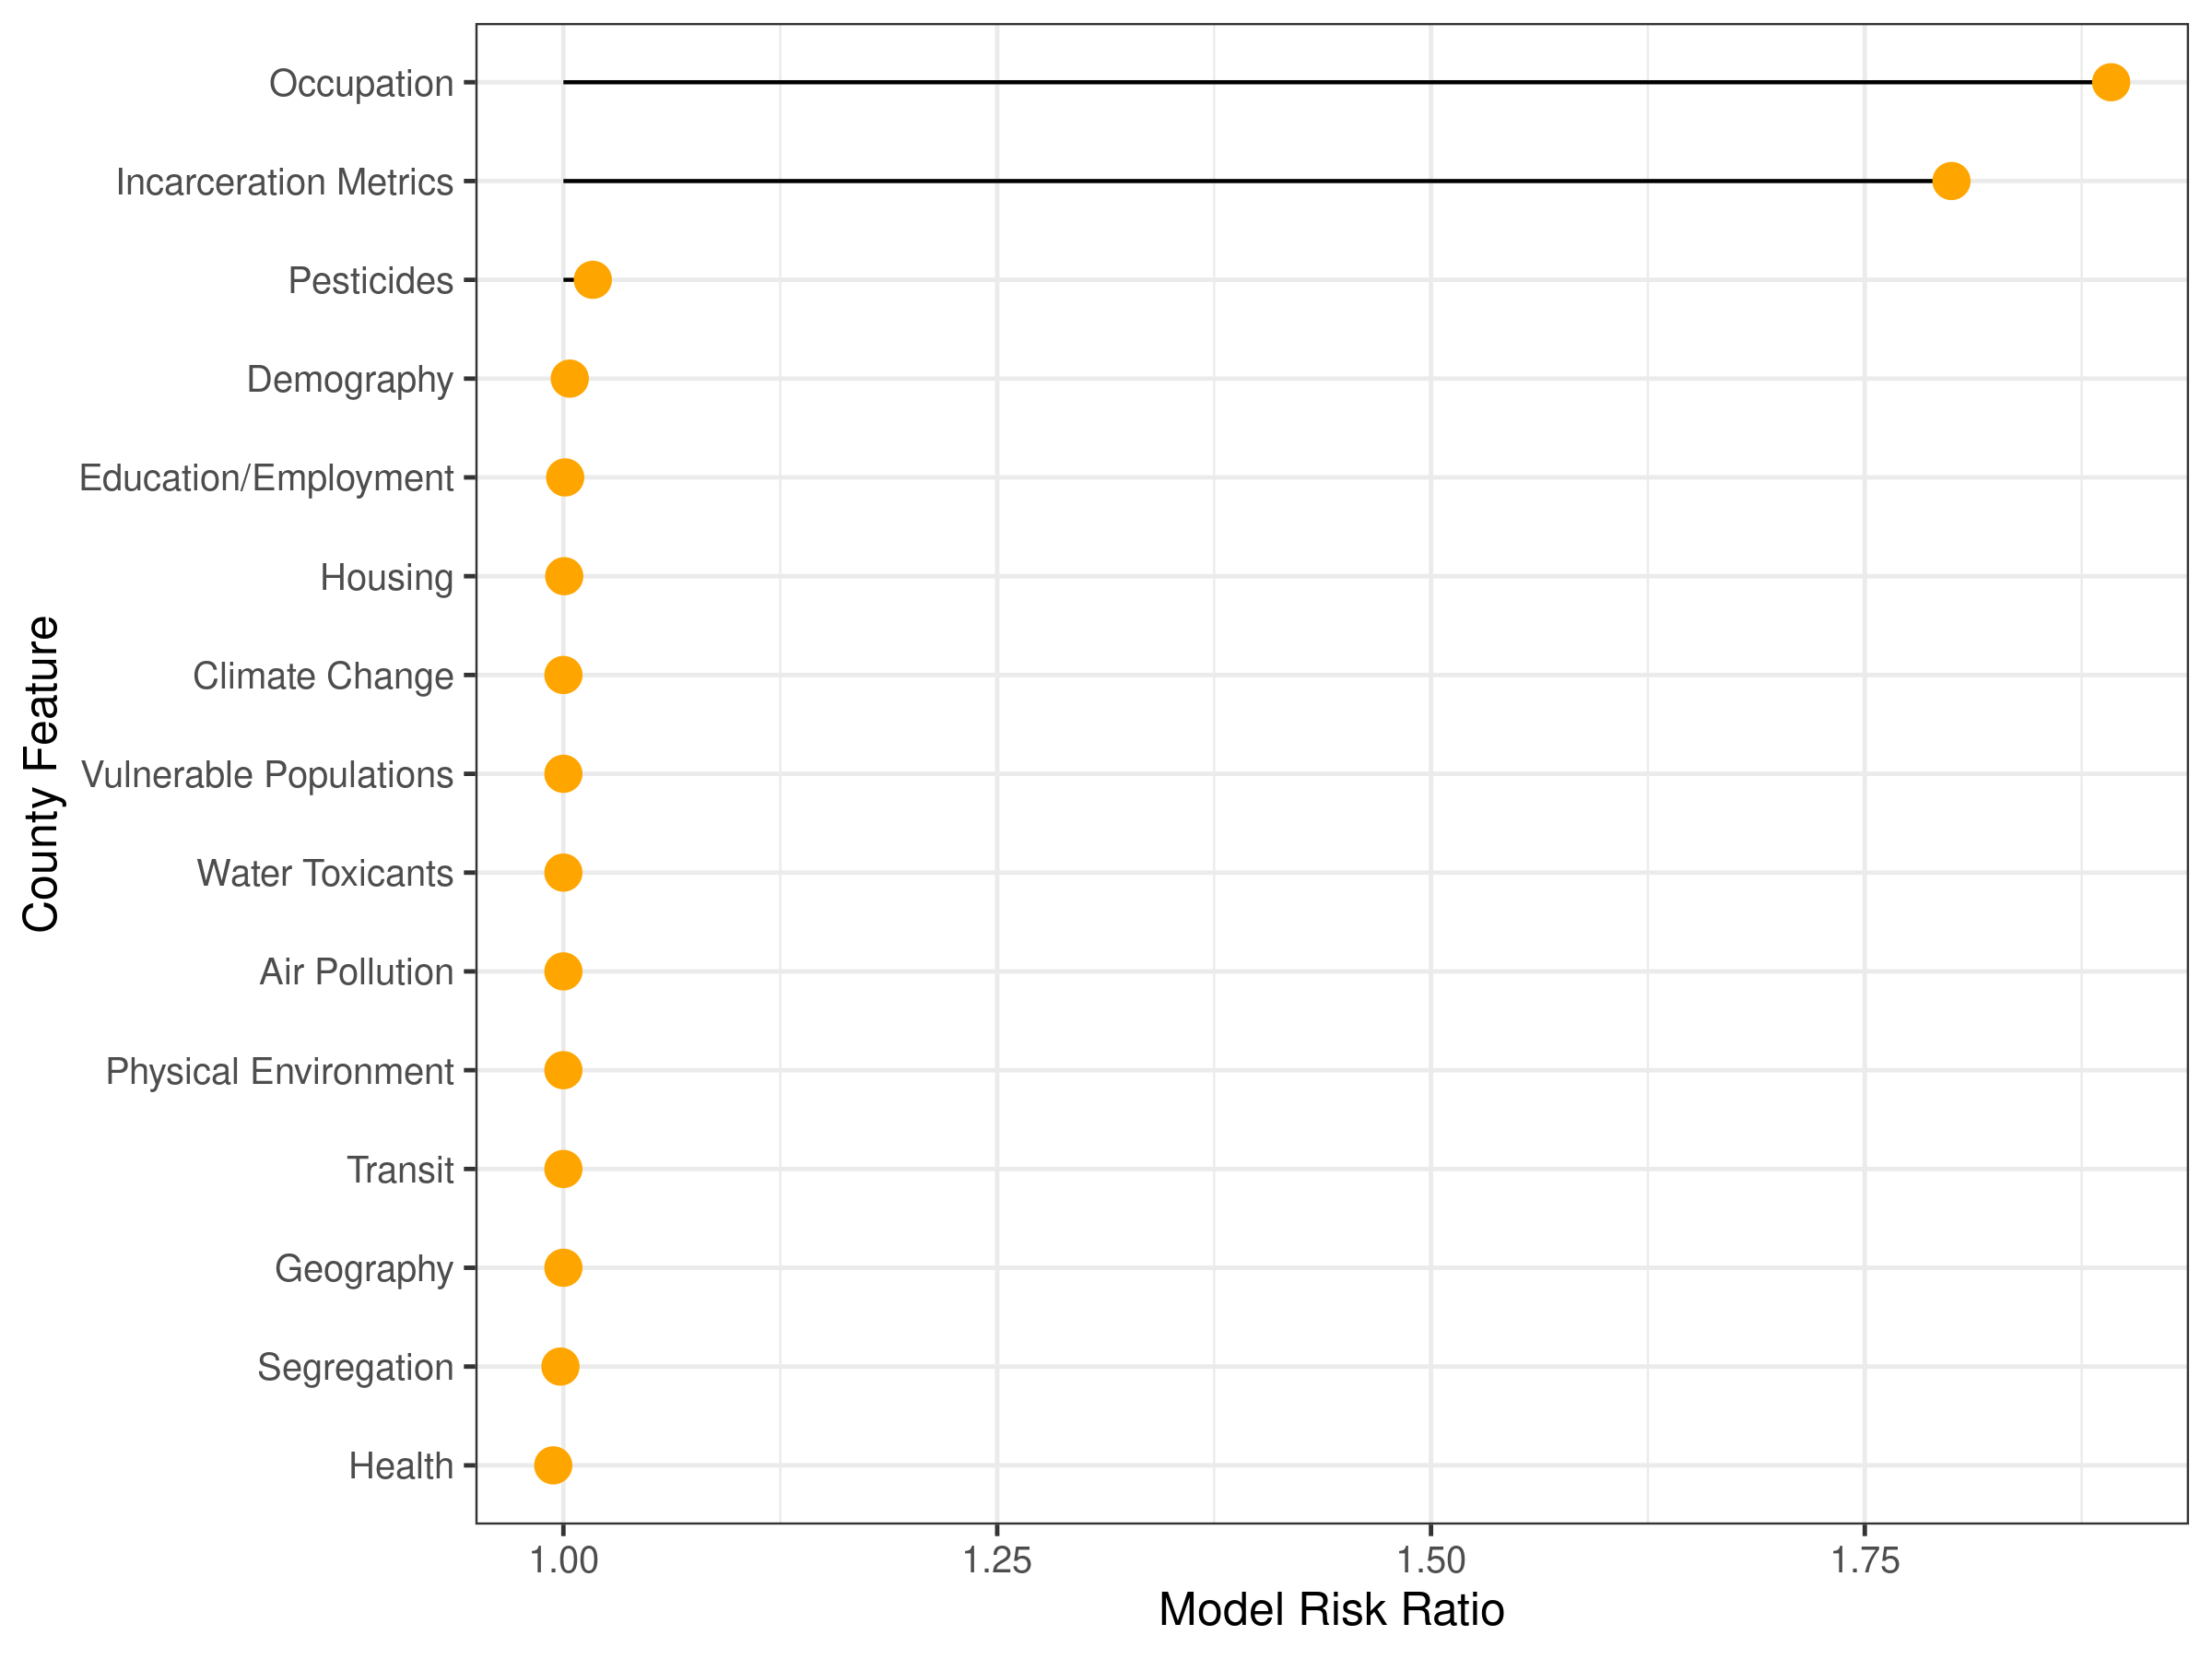 Occupation
Incarceration Metrics
Pesticides
Demography
Education/Employment
Housing
Climate Change
Vulnerable Populations
Water Toxicants
Air Pollution
Physical Environment
Transit
Geography
Segregation
Health
County Feature
1.00 1.25 1.50 1.75
Model Risk Ratio